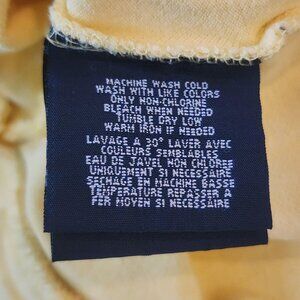 MACHINE WASH COLD
WASH WITH LIKE COLORS
ONLY NON-CHLORINE
BLEACH WHEN NEEDED
TUMBLE DRY LOW
WARM IRON IF NEEDED
LAVAGE A 30° LAVER AVEC
COULEURS SEMBLABLES
EAU DE JAVEL NON CHLOREE
UNIQUEMENT SI NECESSAIRE
SECHAGE EN MACHINE BASSE
TEMPERATURE REPASSER A
FER MOYEN SI NECESSAIRE